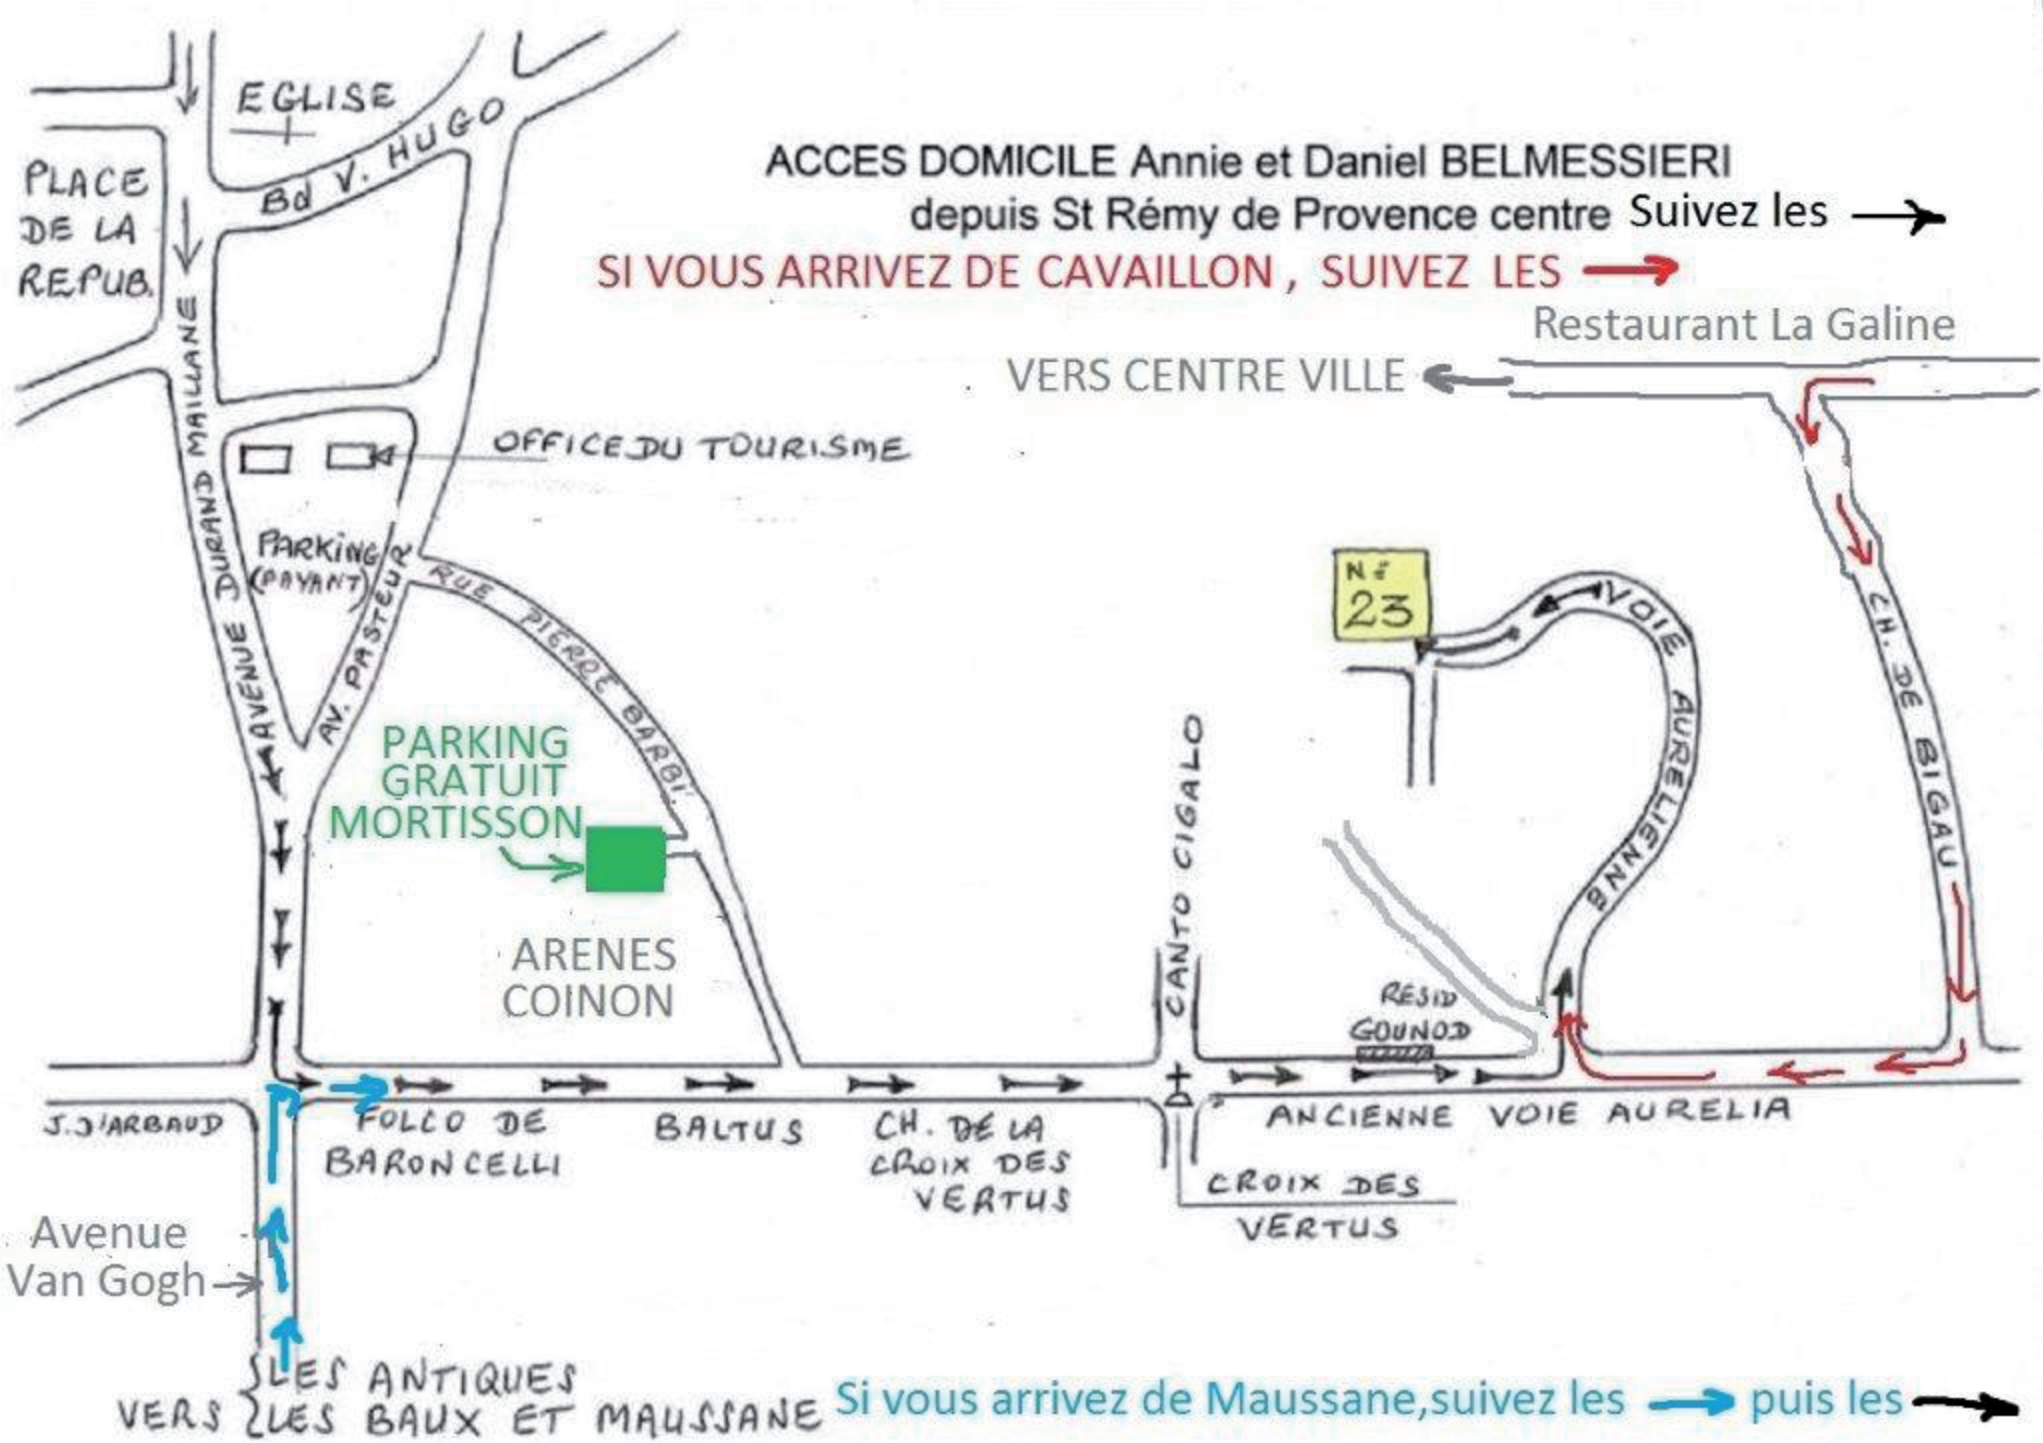 EGLISE
Bd V. HUGO
PLACE
DE LA
REPUB.
ACCES DOMICILE Annie et Daniel BELMESSIERI
depuis St Rémy de Provence centre Suivez les
SI VOUS ARRIVEZ DE CAVAILLON , SUIVEZ LES
Restaurant La Galine
VERS CENTRE VILLE
OFFICE DU TOURISME
AVENUE DURAND MAILLANE
PARKING
(PAYANT)
AV. PASTEUR
RUE PIERRE BARBI.
PARKING
GRATUIT
MORTISSON
ARENES
COINON
N°
23
VOIE AURELIENNE
CH. DE BIGAU
CANTO CIGALO
RESID
GOUNOD
J.D'ARBAUD
FOLCO DE
BARONCELLI
BALTUS
CH. DE LA
CROIX DES
VERTUS
ANCIENNE VOIE AURELIA
CROIX DES
VERTUS
Avenue
Van Gogh
VERS
LES ANTIQUES
LES BAUX ET MAUSSANE
Si vous arrivez de Maussane,suivez les puis les